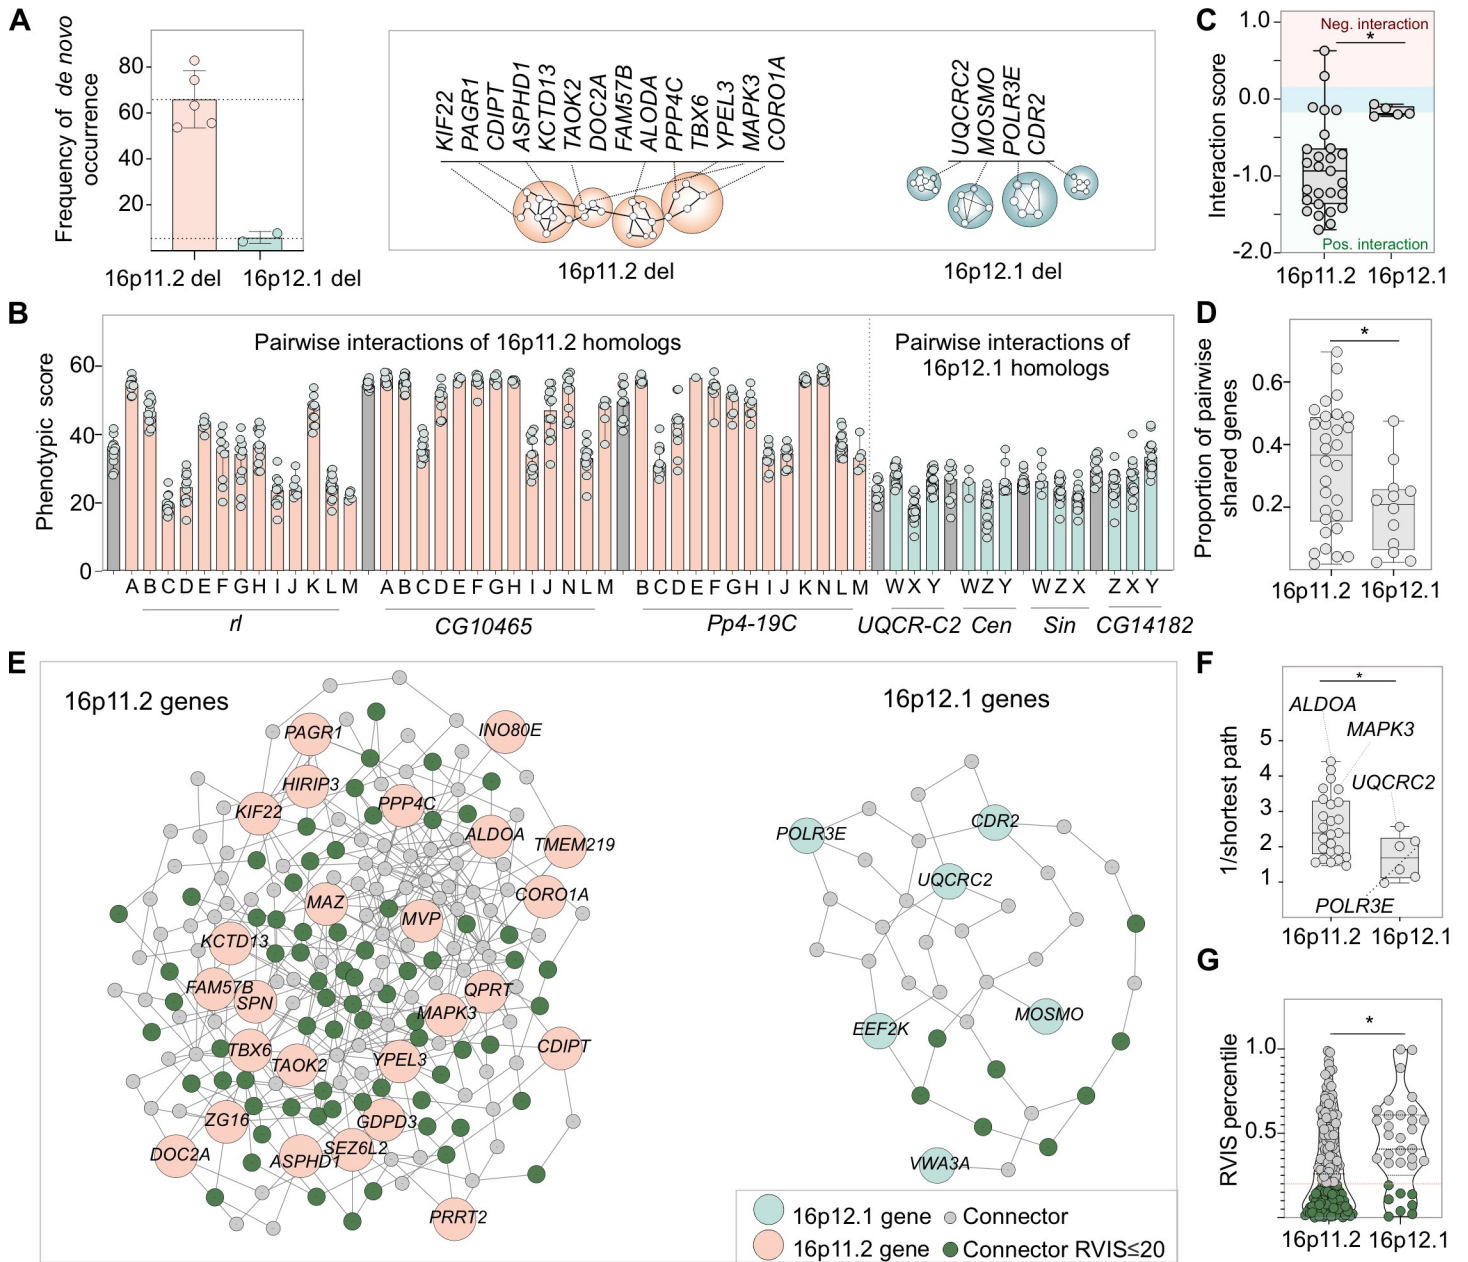 A
Frequency of de novo
occurrence
80
60
40
20
16p11.2 del
16p12.1 del
KIF22
PAGR1
CDIPT
ASPHD1
KCTD13
TAOK2
DOC2A
FAM57B
ALODA
PPP4C
TBX6
YPEL3
MAPK3
CORO1A
16p11.2 del
UQCRC2
MOSMO
POLR3E
CDR2
16p12.1 del
C
Interaction score
1.0
0.0
-1.0
-2.0
Neg. interaction
*
Pos. interaction
16p11.2
16p12.1
B
Phenotypic score
60
40
20
0
Pairwise interactions of 16p11.2 homologs
Pairwise interactions of
16p12.1 homologs
A B C D E F G H I J K L M
A B C D E F G H I J N L M
B C D E F G H I J K N L M
W X Y
W Z Y
W Z X
Z X Y
rl
CG10465
Pp4-19C
UQCR-C2
Cen
Sin
CG14182
D
Proportion of pairwise
shared genes
0.6
0.4
0.2
*
16p11.2
16p12.1
E
16p11.2 genes
PAGR1
INO80E
HIRIP3
KIF22
PPP4C
ALDOA
TMEM219
MAZ
CORO1A
MVP
KCTD13
FAM57B
SPN
QPRT
MAPK3
TBX6
TAOK2
YPEL3
CDIPT
ZG16
GDPD3
DOC2A
ASPHD1
SEZ6L2
PRRT2
16p12.1 genes
POLR3E
CDR2
UQCRC2
EEF2K
MOSMO
VWA3A
16p12.1 gene
Connector
16p11.2 gene
Connector RVIS≤20
F
1/shortest path
5
4
3
2
1
*
ALDOA
MAPK3
UQCRC2
POLR3E
16p11.2
16p12.1
G
RVIS percentile
1.0
0.5
*
16p11.2
16p12.1